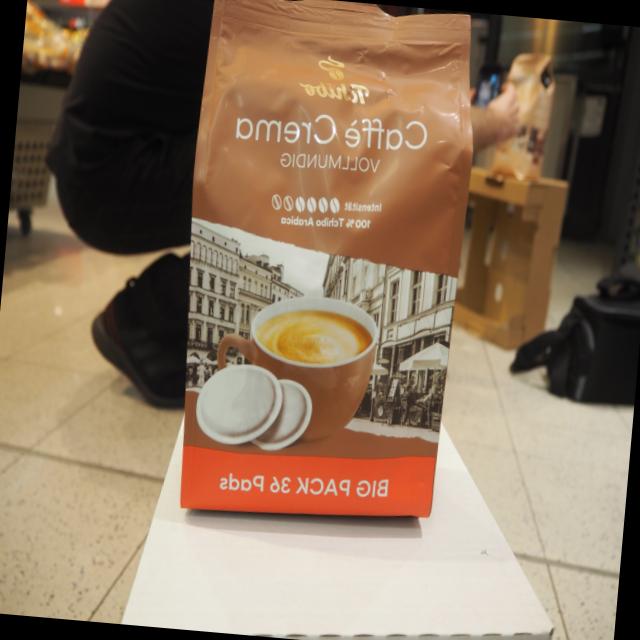 Tchibo
Caffè Crema
VOLLMUNDIG
Intensität
100% Tchibo Arabica
BIG PACK 36 Pads